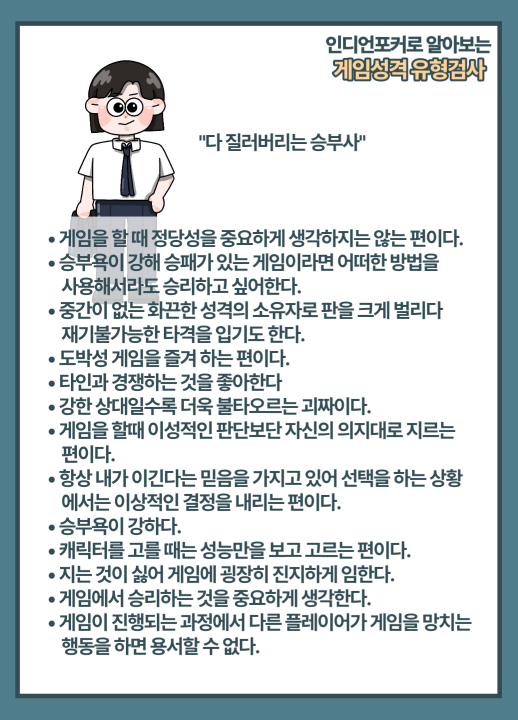 인디언포커로 알아보는
게임성격 유형검사
"다 질러버리는 승부사"
• 게임을 할 때 정당성을 중요하게 생각하지는 않는 편이다.
• 승부욕이 강해 승패가 있는 게임이라면 어떠한 방법을
사용해서라도 승리하고 싶어한다.
• 중간이 없는 화끈한 성격의 소유자로 판을 크게 벌리다
재기불가능한 타격을 입기도 한다.
• 도박성 게임을 즐겨 하는 편이다.
• 타인과 경쟁하는 것을 좋아한다
• 강한 상대일수록 더욱 불타오르는 괴짜이다.
• 게임을 할때 이성적인 판단보단 자신의 의지대로 지르는
편이다.
• 항상 내가 이긴다는 믿음을 가지고 있어 선택을 하는 상황
에서는 이상적인 결정을 내리는 편이다.
• 승부욕이 강하다.
• 캐릭터를 고를 때는 성능만을 보고 고르는 편이다.
• 지는 것이 싫어 게임에 굉장히 진지하게 임한다.
• 게임에서 승리하는 것을 중요하게 생각한다.
• 게임이 진행되는 과정에서 다른 플레이어가 게임을 망치는
행동을 하면 용서할 수 없다.